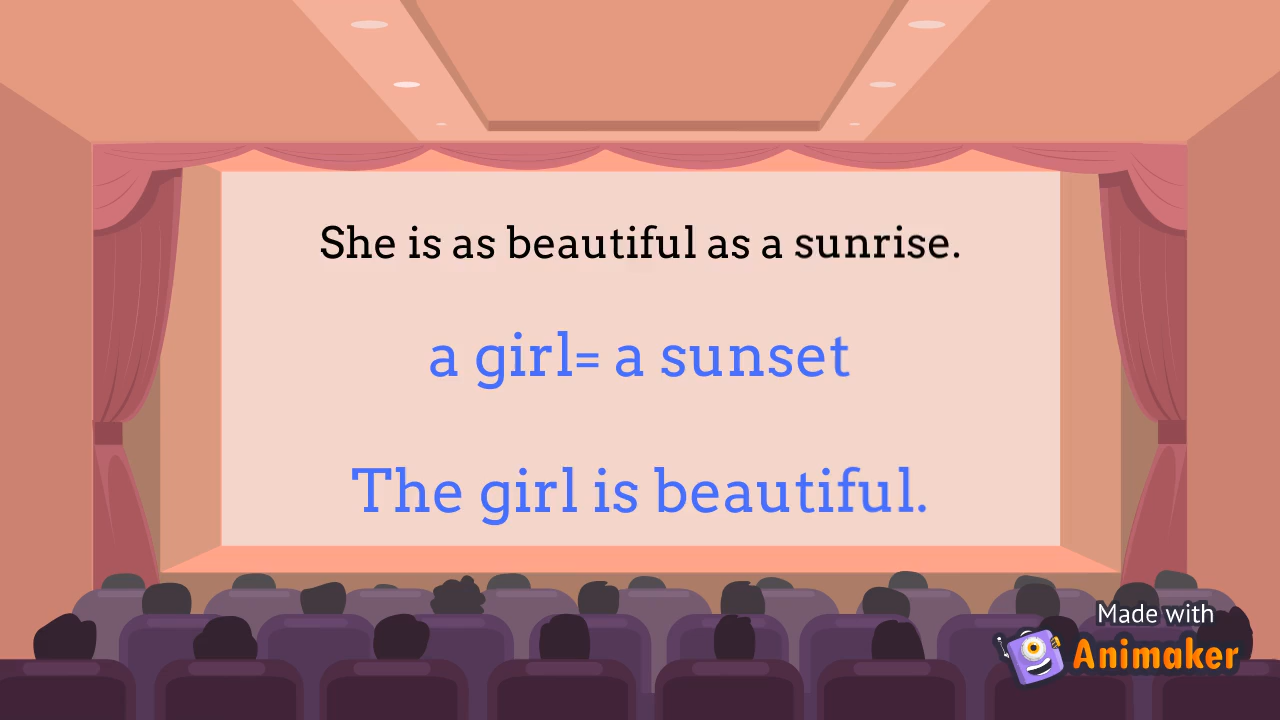 She is as beautiful as a sunrise.
a girl= a sunset
The girl is beautiful.
Made with
Animaker